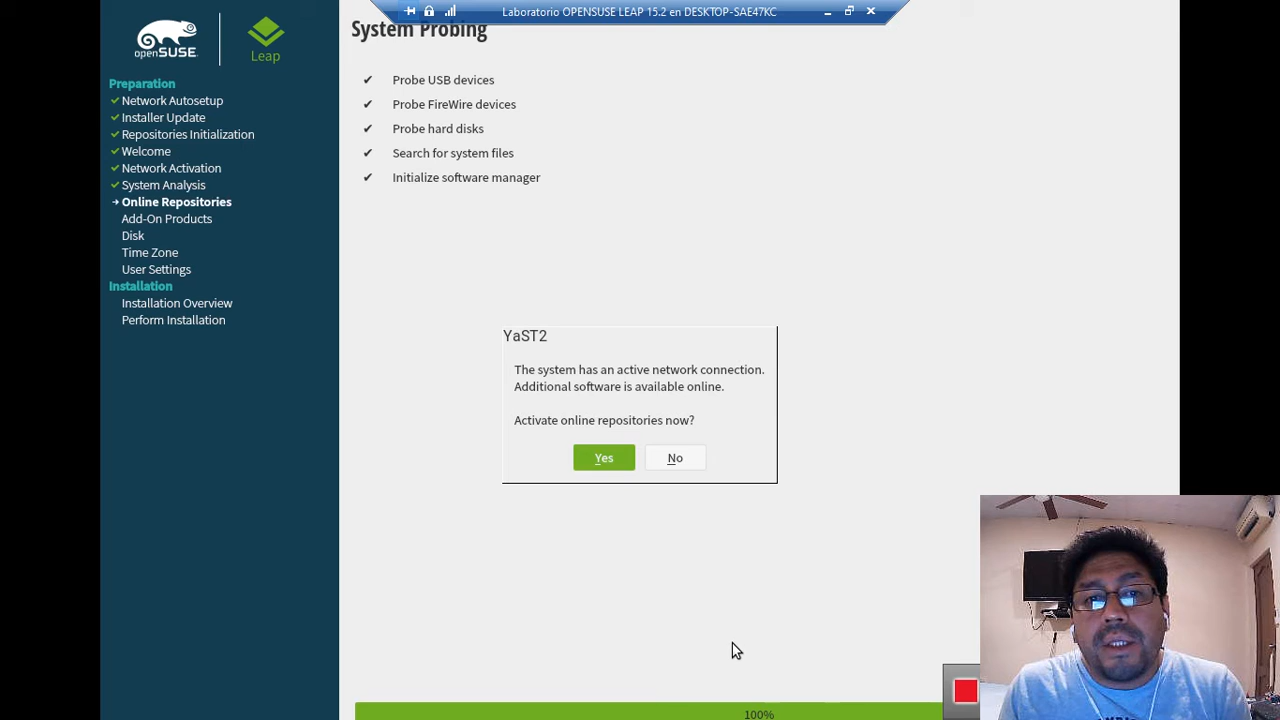 Laboratorio OPENSUSE LEAP 15.2 en DESKTOP-SAE47KC
openSUSE
Leap
Preparation
Network Autosetup
Installer Update
Repositories Initialization
Welcome
Network Activation
System Analysis
Online Repositories
Add-On Products
Disk
Time Zone
User Settings
Installation
Installation Overview
Perform Installation
System Probing
Probe USB devices
Probe FireWire devices
Probe hard disks
Search for system files
Initialize software manager
YaST2
The system has an active network connection.
Additional software is available online.
Activate online repositories now?
Yes
No
100%